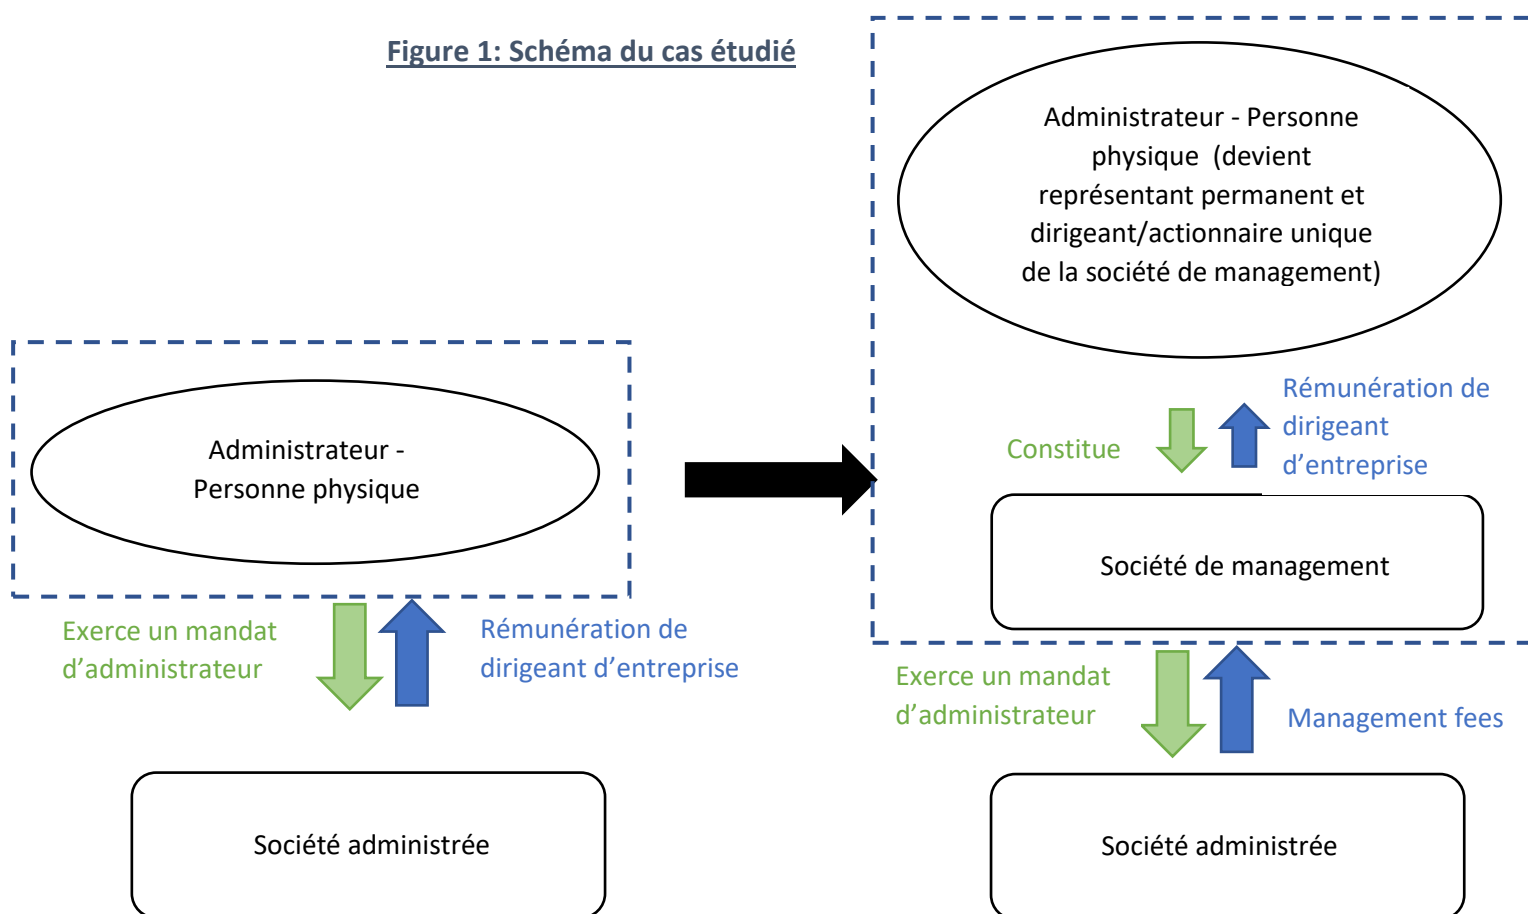 Figure 1: Schéma du cas étudié
Administrateur -
Personne physique
Exerce un mandat
d’administrateur
Rémunération de
dirigeant d’entreprise
Société administrée
Administrateur - Personne
physique (devient
représentant permanent et
dirigeant/actionnaire unique
de la société de management)
Constitue
Rémunération de
dirigeant
d’entreprise
Société de management
Exerce un mandat
d’administrateur
Management fees
Société administrée